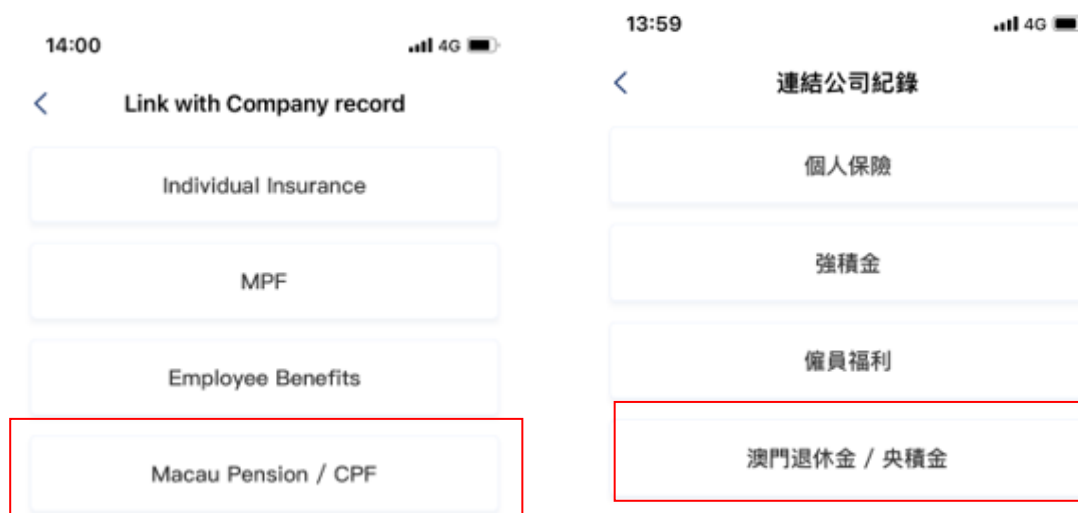 14:00
4G
Link with Company record
Individual Insurance
MPF
Employee Benefits
Macau Pension / CPF
13:59
4G
連結公司紀錄
個人保險
強積金
僱員福利
澳門退休金 / 央積金